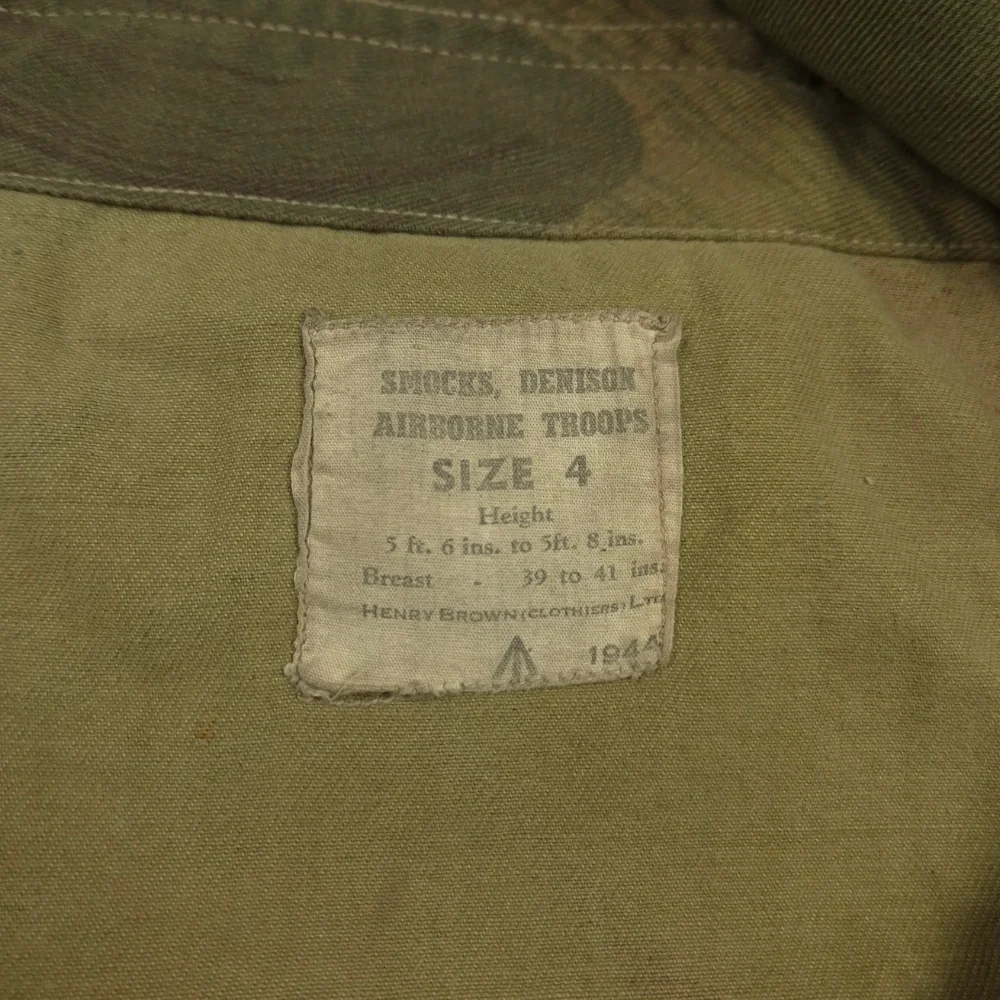 SMOCKS, DENISON
AIRBORNE TROOPS
SIZE 4
Height
5 ft. 6 ins. to 5ft. 8 ins.
Breast - 39 to 41 ins.
HENRY BROWN (CLOTHIERS) LTD
1944